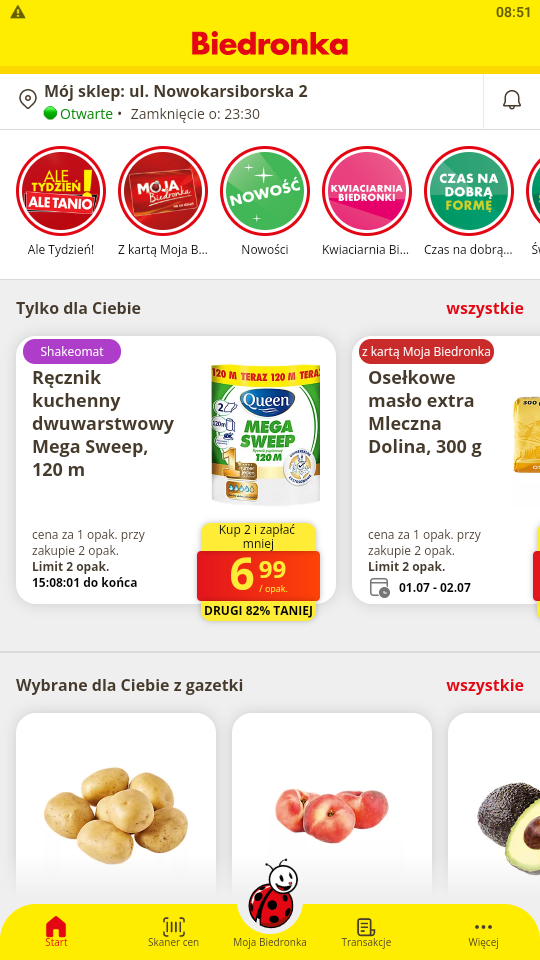 08:51
Biedronka
Mój sklep: ul. Nowokarsiborska 2
Otwarte • Zamknięcie o: 23:30
ALE
TYDZIEŃ!
ALE TANIO
MOJA
Biedronka
NOWOŚĆ
KWIACIARNIA
BIEDRONKI
CZAS NA
DOBRĄ
FORMĘ
Ale Tydzień!
Z kartą Moja B...
Nowości
Kwiaciarnia Bi...
Czas na dobrą...
Tylko dla Ciebie
wszystkie
Shakeomat
Ręcznik
kuchenny
dwuwarstwowy
Mega Sweep,
120 m
120 M TERAZ 120 M TERAZ
Queen
MEGA
SWEEP
120 M
cena za 1 opak. przy
zakupie 2 opak.
Limit 2 opak.
15:08:01 do końca
Kup 2 i zapłać
mniej
6 99
/ opak.
DRUGI 82% TANIEJ
z kartą Moja Biedronka
Osełkowe
masło extra
Mleczna
Dolina, 300 g
cena za 1 opak. przy
zakupie 2 opak.
Limit 2 opak.
01.07 - 02.07
Wybrane dla Ciebie z gazetki
wszystkie
Start
Skaner cen
Moja Biedronka
Transakcje
Więcej